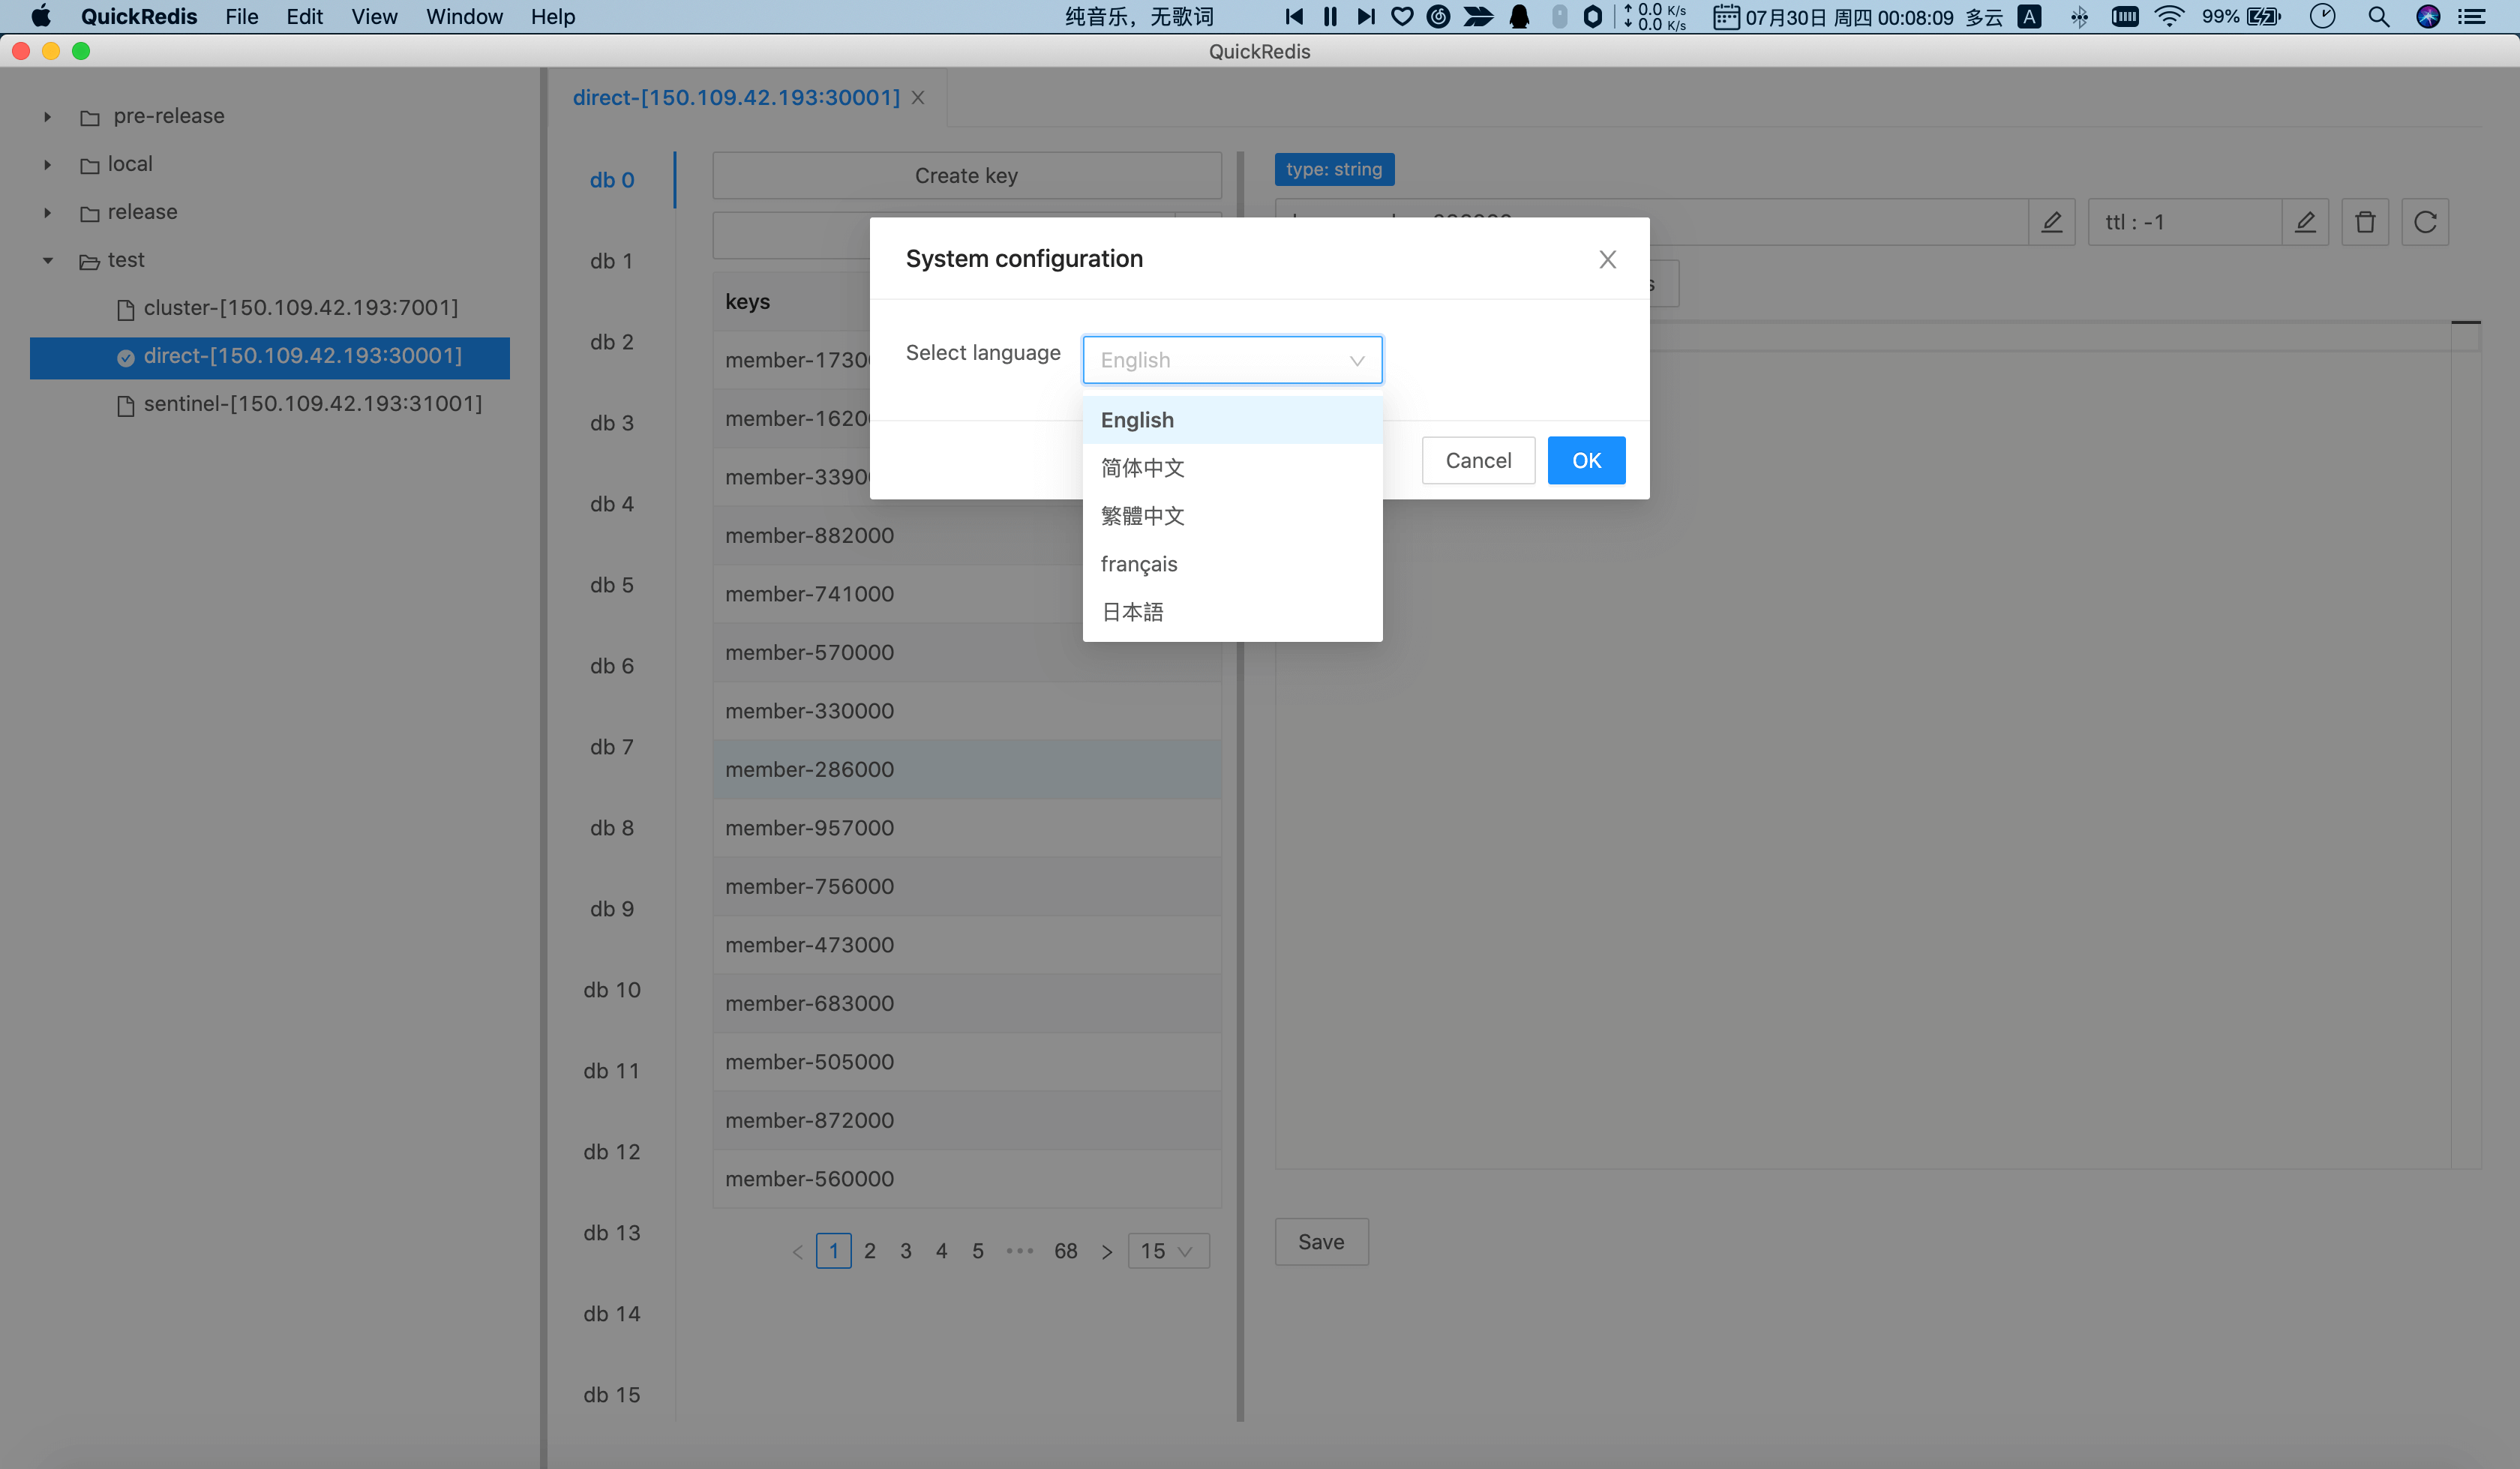 QuickRedis File Edit View Window Help 纯音乐，无歌词 0.0 K/s 0.0 K/s 07月30日 周四 00:08:09 多云 A 99%
QuickRedis
pre-release
local
release
test
cluster-[150.109.42.193:7001]
direct-[150.109.42.193:30001]
sentinel-[150.109.42.193:31001]
direct-[150.109.42.193:30001]
db 0
db 1
db 2
db 3
db 4
db 5
db 6
db 7
db 8
db 9
db 10
db 11
db 12
db 13
db 14
db 15
Create key
keys
member-1730
member-1620
member-3390
member-882000
member-741000
member-570000
member-330000
member-286000
member-957000
member-756000
member-473000
member-683000
member-505000
member-872000
member-560000
1 2 3 4 5 ••• 68 15
type: string
ttl : -1
System configuration
Select language English
English
简体中文
繁體中文
français
日本語
Cancel OK
Save